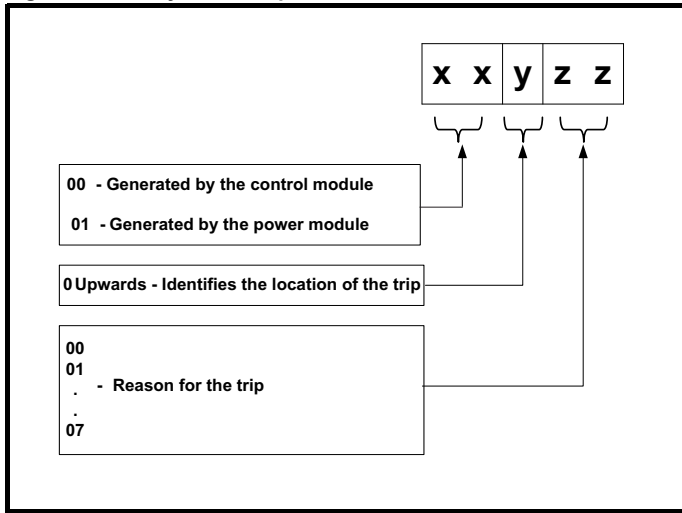 x x y z z
00 - Generated by the control module
01 - Generated by the power module
0 Upwards - Identifies the location of the trip
00
01
.
- Reason for the trip
.
07